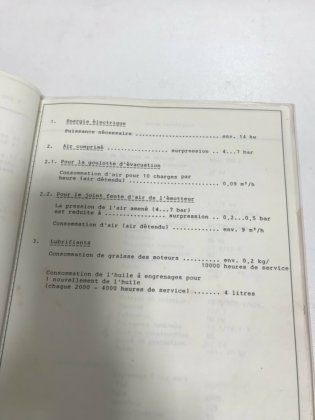 1. Energie électrique
Puissance nécessaire ........................ env. 14 kw
2. Air comprimé ................. surpression .. 4...7 bar
2.1. Pour la goulotte d'évacuation
Consommation d'air pour 10 charges par
heure (air détendu) ........................... 0,09 m³/h
2.2. Pour le joint fente d'air de l'émotteur
La pression de l'air amené (4...7 bar)
est reduite à .................. surpression .. 0,2...0,5 bar
Consommation d'air (air détendu) .............. env. 9 m³/h
3. Lubrifiants
Consommation de graisse des moteurs .......... env. 0,2 kg/
10000 heures de service
Consommation de l'huile à engrenages pour
1 nouvellement de l'huile
(chaque 2000 - 4000 heures de service) ....... 4 litres